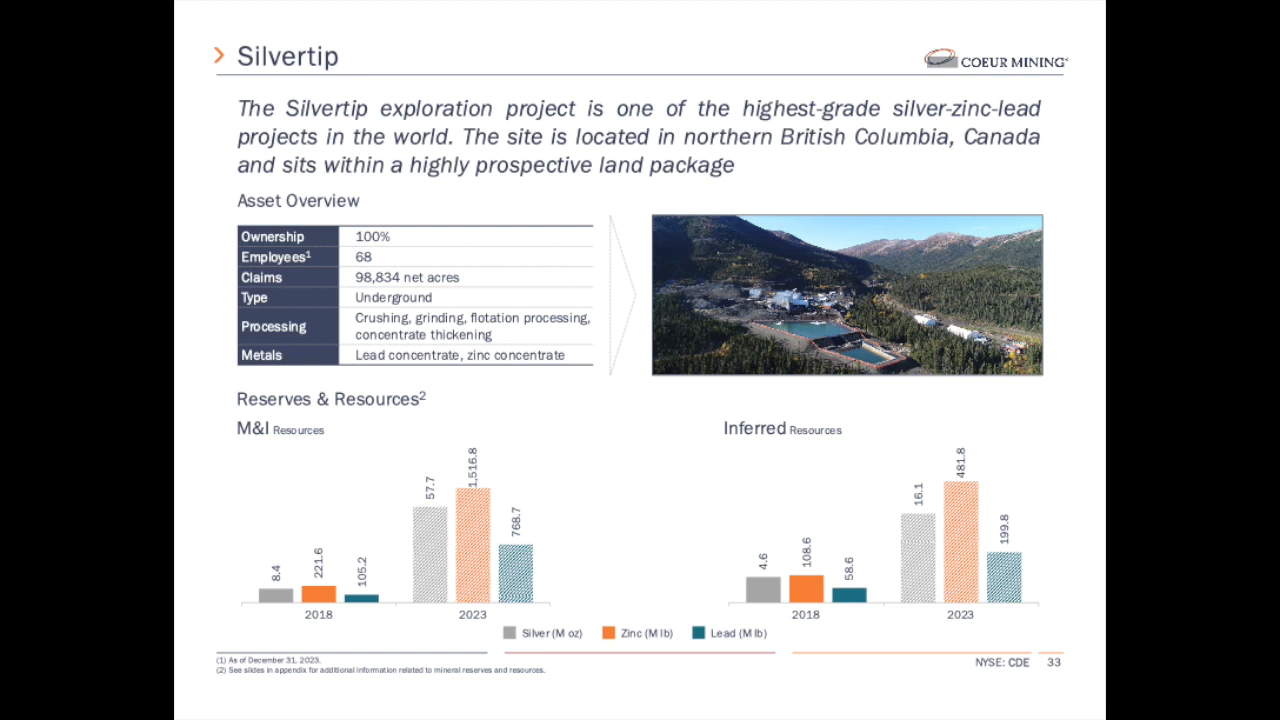 Silvertip
COEUR MINING
The Silvertip exploration project is one of the highest-grade silver-zinc-lead
projects in the world. The site is located in northern British Columbia, Canada
and sits within a highly prospective land package
Asset Overview
Ownership 100%
Employees1 68
Claims 98,834 net acres
Type Underground
Processing Crushing, grinding, flotation processing,
concentrate thickening
Metals Lead concentrate, zinc concentrate
Reserves & Resources2
M&I Resources
8.4
221.6
105.2
57.7
1,516.8
768.7
2018
2023
Inferred Resources
4.6
108.6
58.6
16.1
481.8
199.8
2018
2023
Silver (M oz) Zinc (M lb) Lead (M lb)
(1) As of December 31, 2023.
(2) See slides in appendix for additional information related to mineral reserves and resources.
NYSE: CDE 33